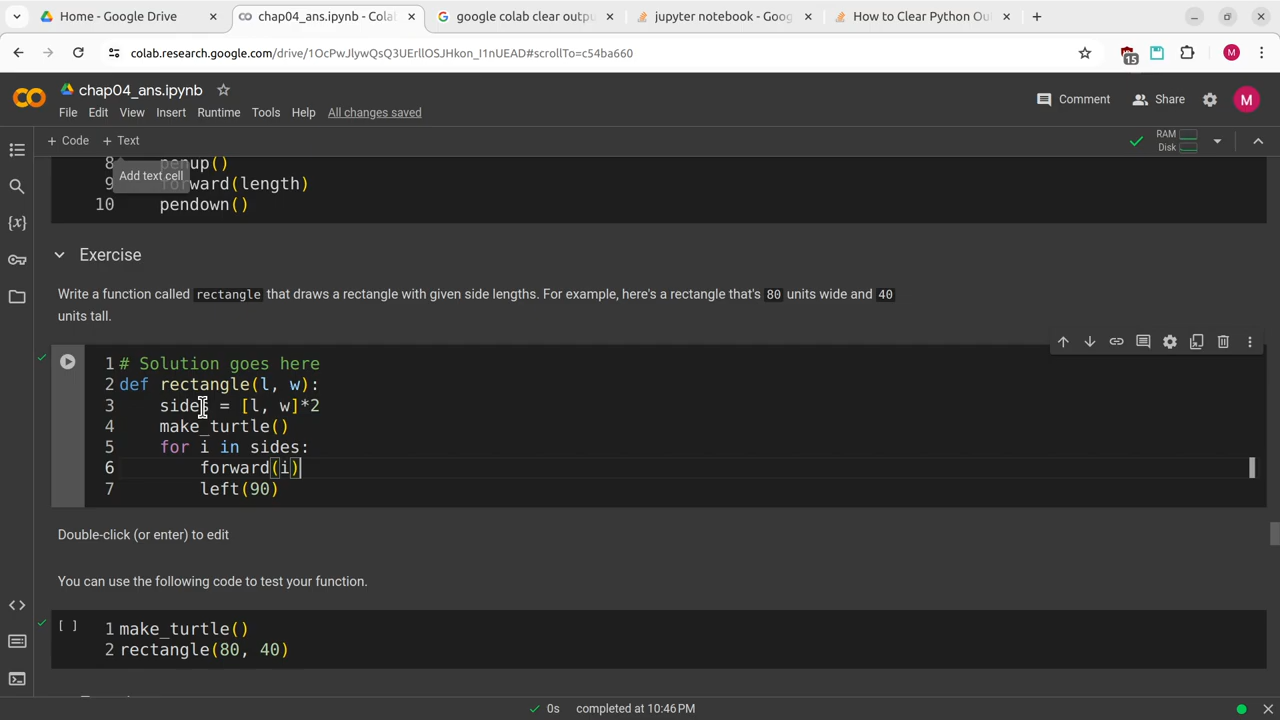 Home - Google Drive
chap04_ans.ipynb - Colab
google colab clear outpu
jupyter notebook - Goog
How to Clear Python Out
colab.research.google.com/drive/1OcPwJlywQsQ3UErllOSJHkon_I1nUEAD#scrollTo=c54ba660
15
M
chap04_ans.ipynb
File Edit View Insert Runtime Tools Help All changes saved
Comment Share M
+ Code + Text
RAM
Disk
Add text cell
8 penup()
9 forward(length)
10 pendown()
Exercise
Write a function called rectangle that draws a rectangle with given side lengths. For example, here's a rectangle that's 80 units wide and 40
units tall.
1 # Solution goes here
2 def rectangle(l, w):
3 sides = [l, w]*2
4 make_turtle()
5 for i in sides:
6 forward(i)
7 left(90)
Double-click (or enter) to edit
You can use the following code to test your function.
[ ] 1 make_turtle()
2 rectangle(80, 40)
0s completed at 10:46 PM